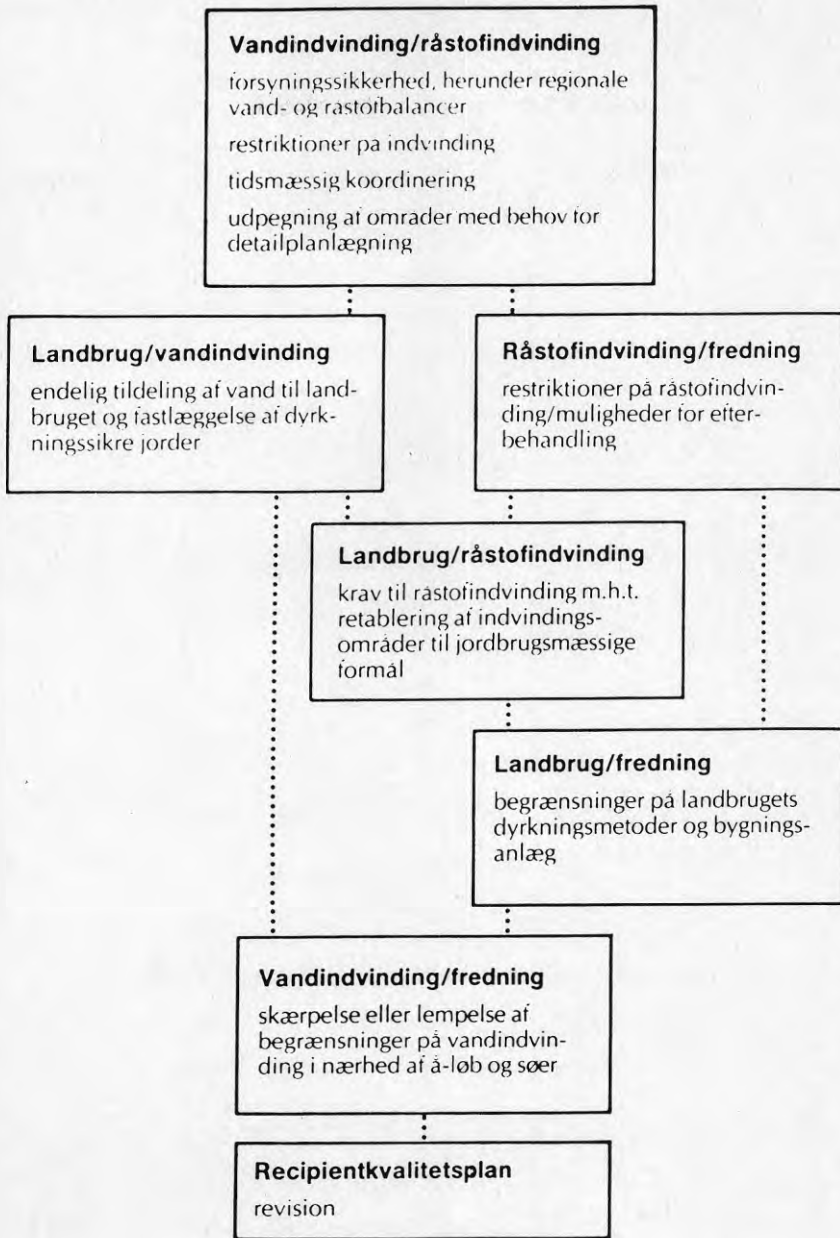 Vandindvinding/råstofindvinding
forsyningssikkerhed, herunder regionale
vand- og råstofbalancer
restriktioner på indvinding
tidsmæssig koordinering
udpegning af områder med behov for
detailplanlægning
Landbrug/vandindvinding
endelig tildeling af vand til land-
bruget og fastlæggelse af dyrk-
ningssikre jorder
Råstofindvinding/fredning
restriktioner på råstofindvin-
ding/muligheder for efter-
behandling
Landbrug/råstofindvinding
krav til råstofindvinding m.h.t.
retablering af indvindings-
områder til jordbrugsmæssige
formål
Landbrug/fredning
begrænsninger på landbrugets
dyrkningsmetoder og bygnings-
anlæg
Vandindvinding/fredning
skærpelse eller lempelse af
begrænsninger på vandindvin-
ding i nærhed af å-løb og søer
Recipientkvalitetsplan
revision